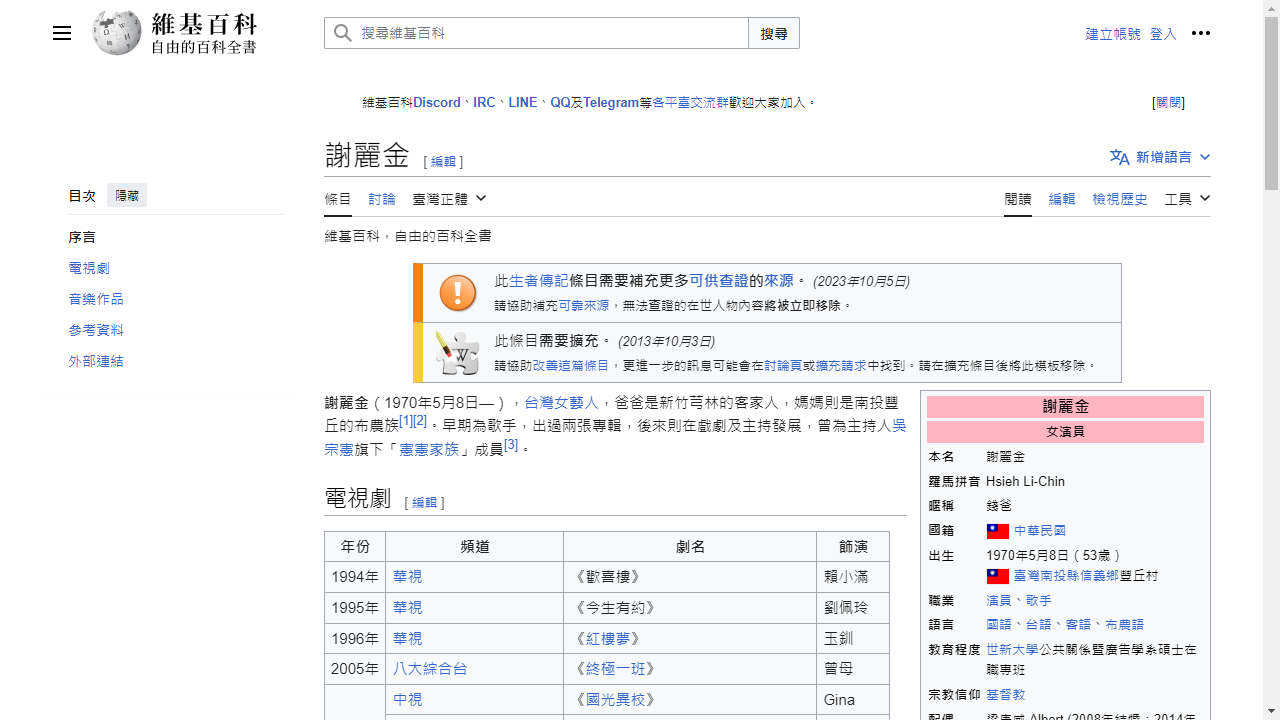 維基百科
自由的百科全書
搜尋維基百科
搜尋
建立帳號 登入
維基百科Discord、IRC、LINE、QQ及Telegram等各平臺交流群歡迎大家加入。
[關閉]
謝麗金 [ 編輯 ]
新增語言
目次 隱藏
序言
電視劇
音樂作品
參考資料
外部連結
條目 討論 臺灣正體
閱讀 編輯 檢視歷史 工具
維基百科,自由的百科全書
此生者傳記條目需要補充更多可供查證的來源。 (2023年10月5日)
請協助補充可靠來源,無法查證的在世人物內容將被立即移除。
此條目需要擴充。 (2013年10月3日)
請協助改善這篇條目,更進一步的訊息可能會在討論頁或擴充請求中找到。請在擴充條目後將此模板移除。
謝麗金(1970年5月8日—),台灣女藝人,爸爸是新竹芎林的客家人,媽媽則是南投豐
丘的布農族[1][2]。早期為歌手,出過兩張專輯,後來則在戲劇及主持發展,曾為主持人吳
宗憲旗下「憲憲家族」成員[3]。
電視劇 [ 編輯 ]
年份 頻道 劇名 飾演
1994年 華視 《歡喜樓》 賴小滿
1995年 華視 《今生有約》 劉佩玲
1996年 華視 《紅樓夢》 玉釧
2005年 八大綜合台 《終極一班》 曾母
中視 《國光異校》 Gina
謝麗金
女演員
本名 謝麗金
羅馬拼音 Hsieh Li-Chin
暱稱 錢爸
國籍 中華民國
出生 1970年5月8日(53歲)
臺灣南投縣信義鄉豐丘村
職業 演員、歌手
語言 國語、台語、客語、布農語
教育程度 世新大學公共關係暨廣告學系碩士在
職專班
宗教信仰 基督教
配偶 梁唐威 Albert (2008年結婚;2014年